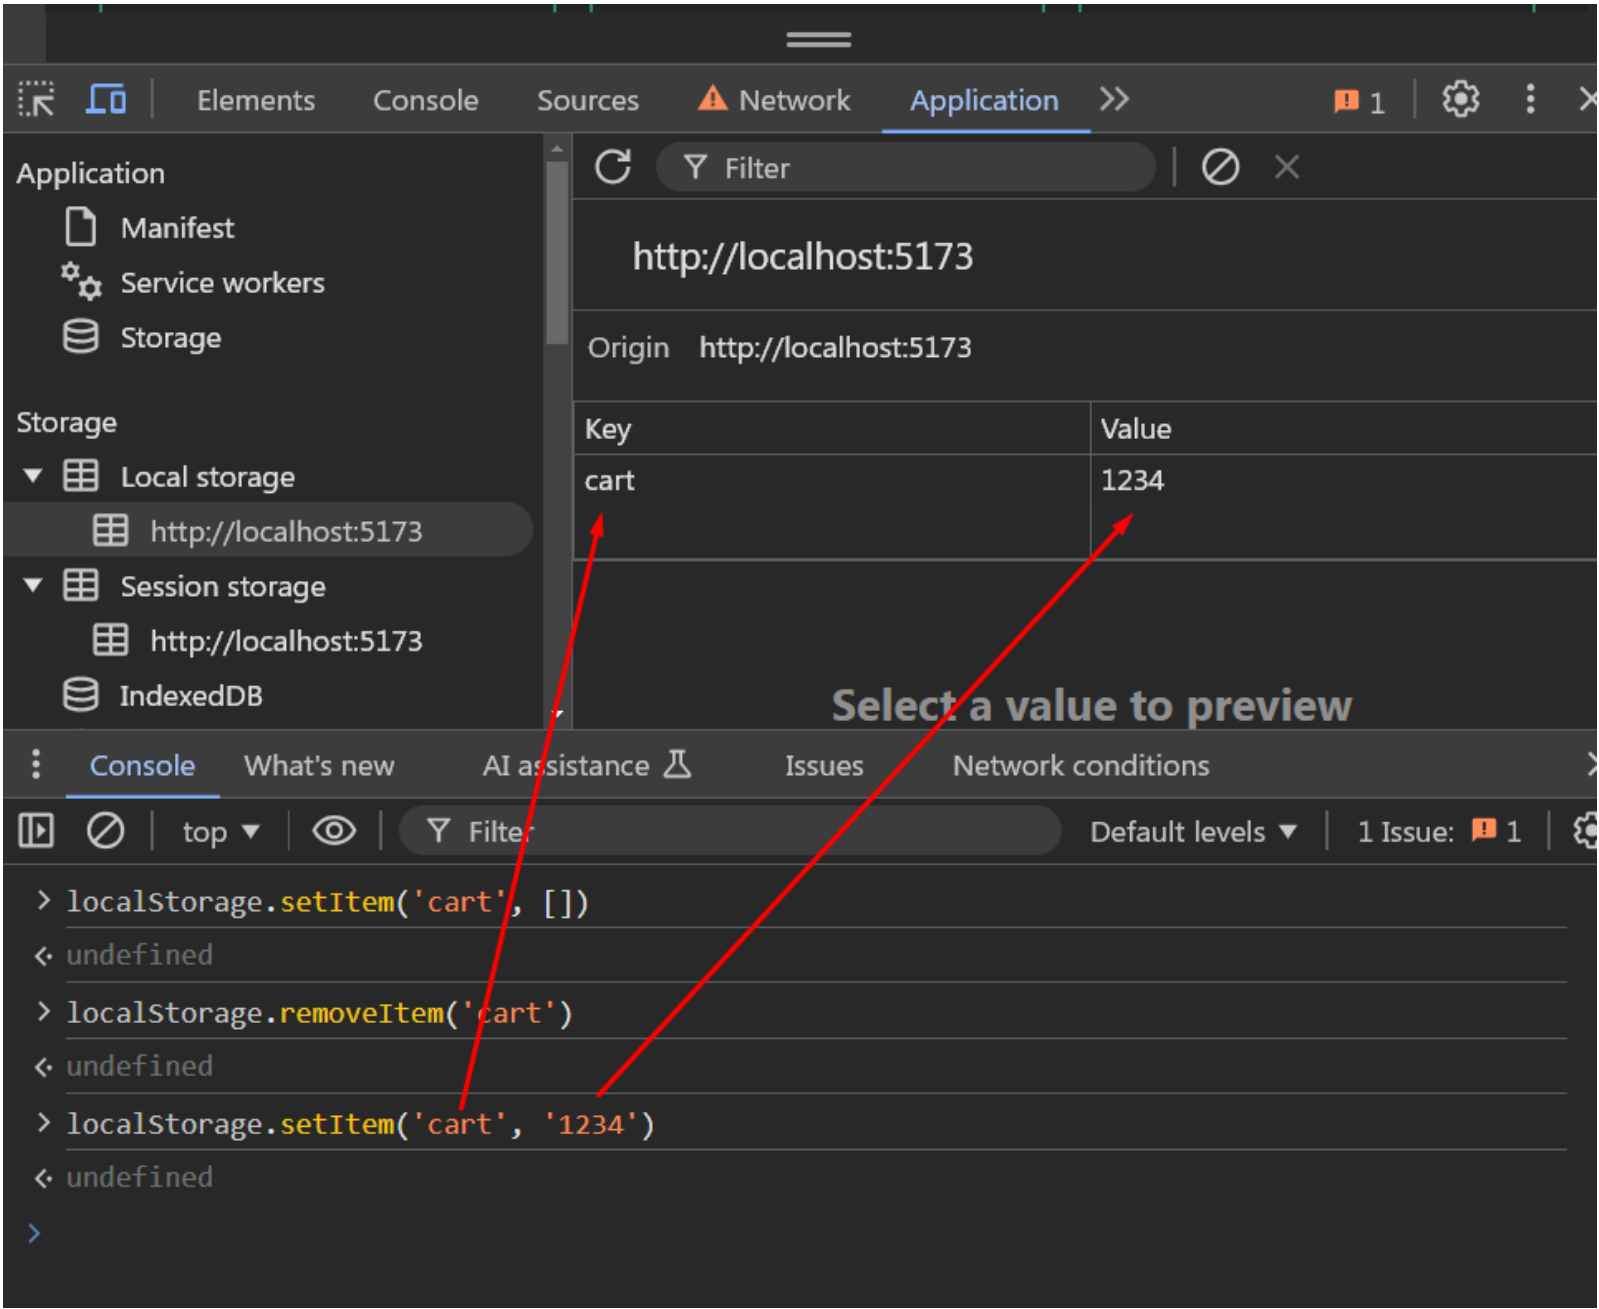 Elements Console Sources Network Application 1
Application
Manifest
Service workers
Storage
Storage
Local storage
http://localhost:5173
Session storage
http://localhost:5173
IndexedDB
Filter
http://localhost:5173
Origin http://localhost:5173
Key Value
cart 1234
Select a value to preview
Console What's new AI assistance Issues Network conditions
top Filter Default levels 1 Issue: 1
> localStorage.setItem('cart', [])
undefined
> localStorage.removeItem('cart')
undefined
> localStorage.setItem('cart', '1234')
undefined
>